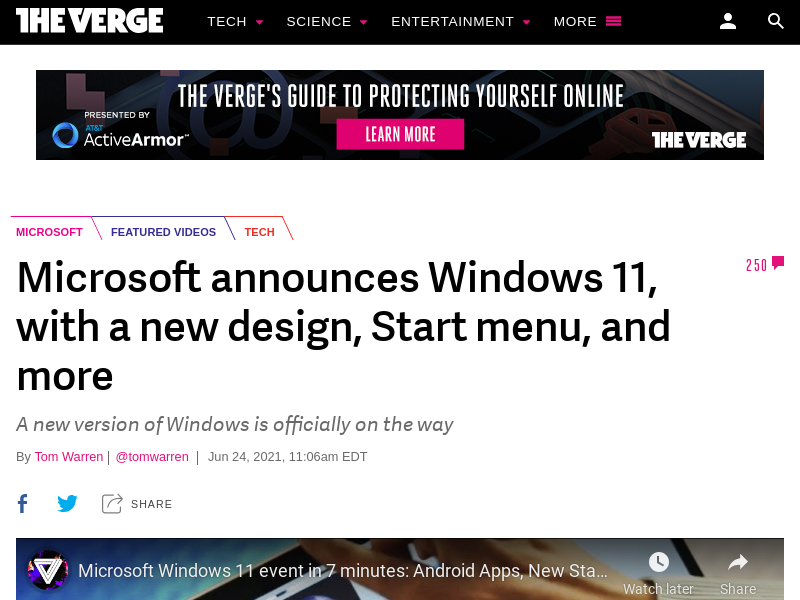 THE VERGE TECH SCIENCE ENTERTAINMENT MORE
THE VERGE'S GUIDE TO PROTECTING YOURSELF ONLINE
PRESENTED BY
AT&T
ActiveArmor℠
LEARN MORE
THE VERGE
MICROSOFT FEATURED VIDEOS TECH
Microsoft announces Windows 11,
with a new design, Start menu, and
more
250
A new version of Windows is officially on the way
By Tom Warren | @tomwarren | Jun 24, 2021, 11:06am EDT
SHARE
Microsoft Windows 11 event in 7 minutes: Android Apps, New Sta...
Watch later Share